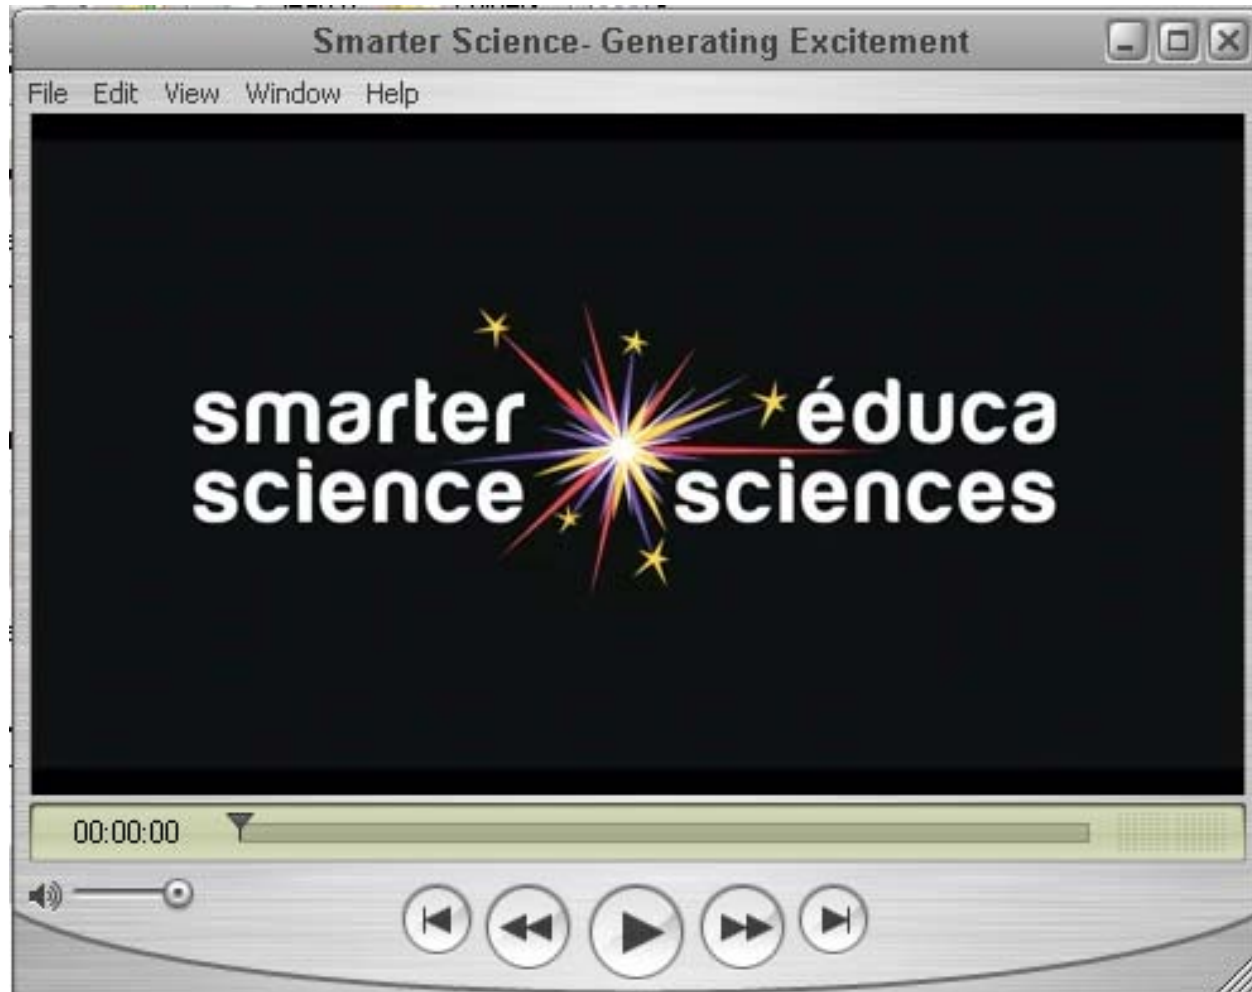 Smarter Science- Generating Excitement
File Edit View Window Help
smarter science
éduca sciences
00:00:00